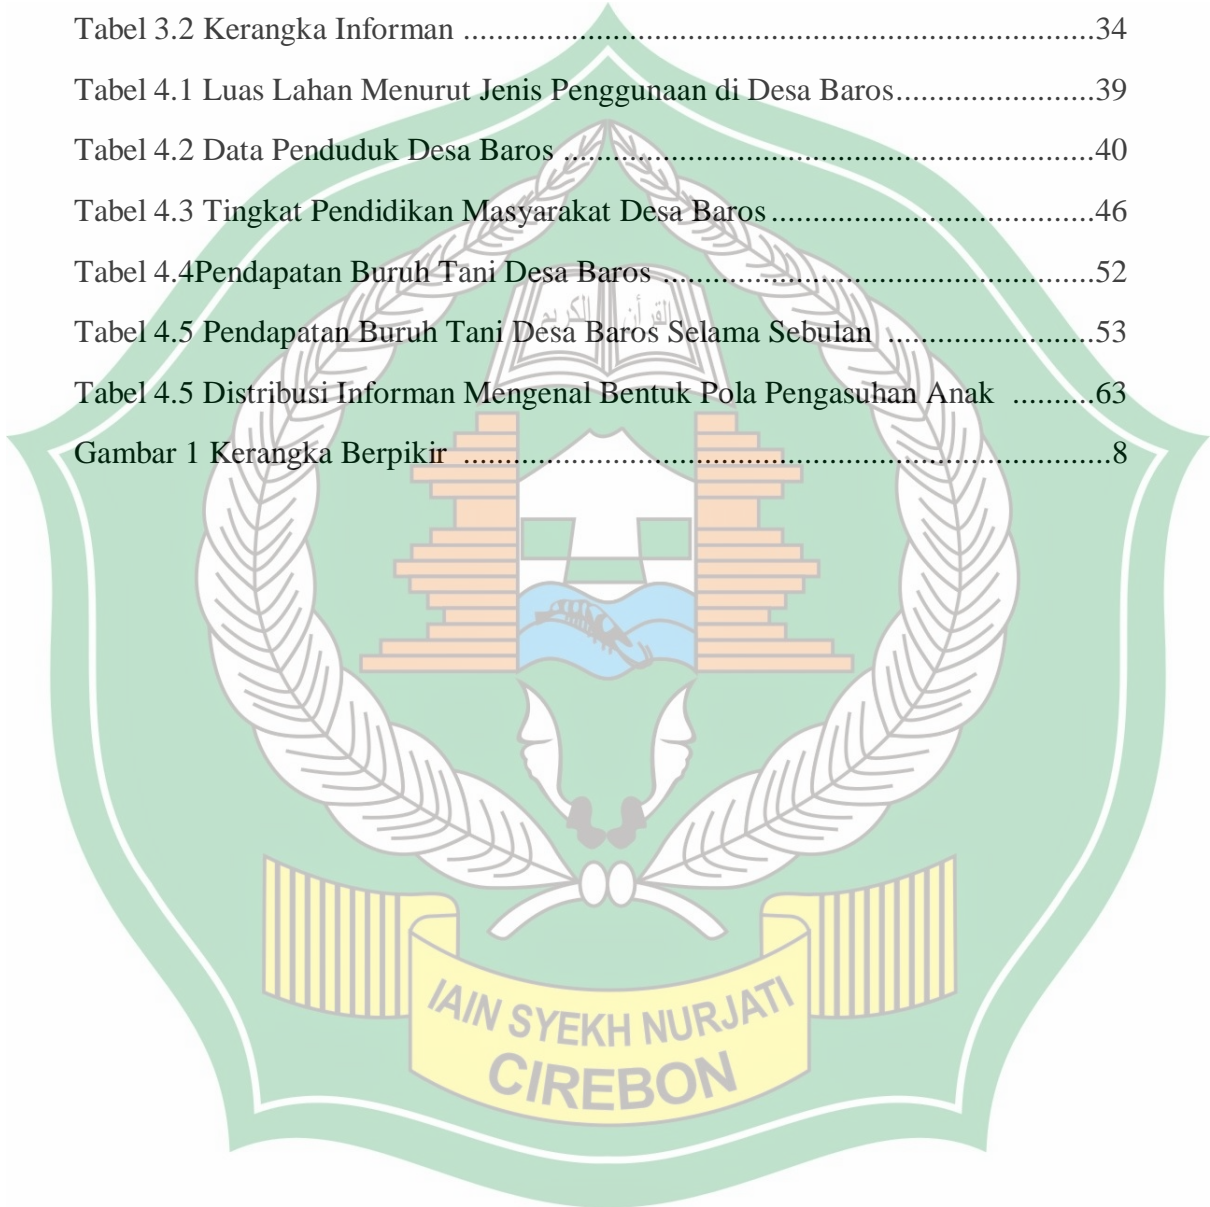 Tabel 3.2 Kerangka Informan ............................................................................34
Tabel 4.1 Luas Lahan Menurut Jenis Penggunaan di Desa Baros........................39
Tabel 4.2 Data Penduduk Desa Baros ................................................................40
Tabel 4.3 Tingkat Pendidikan Masyarakat Desa Baros.......................................46
Tabel 4.4Pendapatan Buruh Tani Desa Baros ....................................................52
Tabel 4.5 Pendapatan Buruh Tani Desa Baros Selama Sebulan .........................53
Tabel 4.5 Distribusi Informan Mengenal Bentuk Pola Pengasuhan Anak ..........63
Gambar 1 Kerangka Berpikir ..............................................................................8
القرأن الكريم
IAIN SYEKH NURJATI
CIREBON